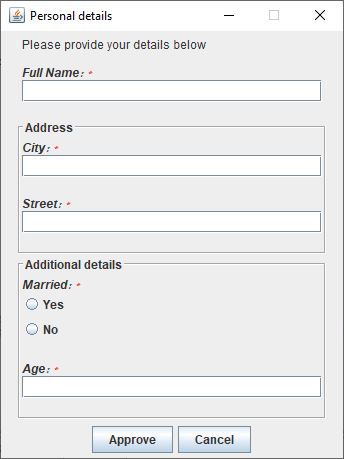 Personal details
Please provide your details below
Full Name: *
Address
City: *
Street: *
Additional details
Married: *
Yes
No
Age: *
Approve Cancel